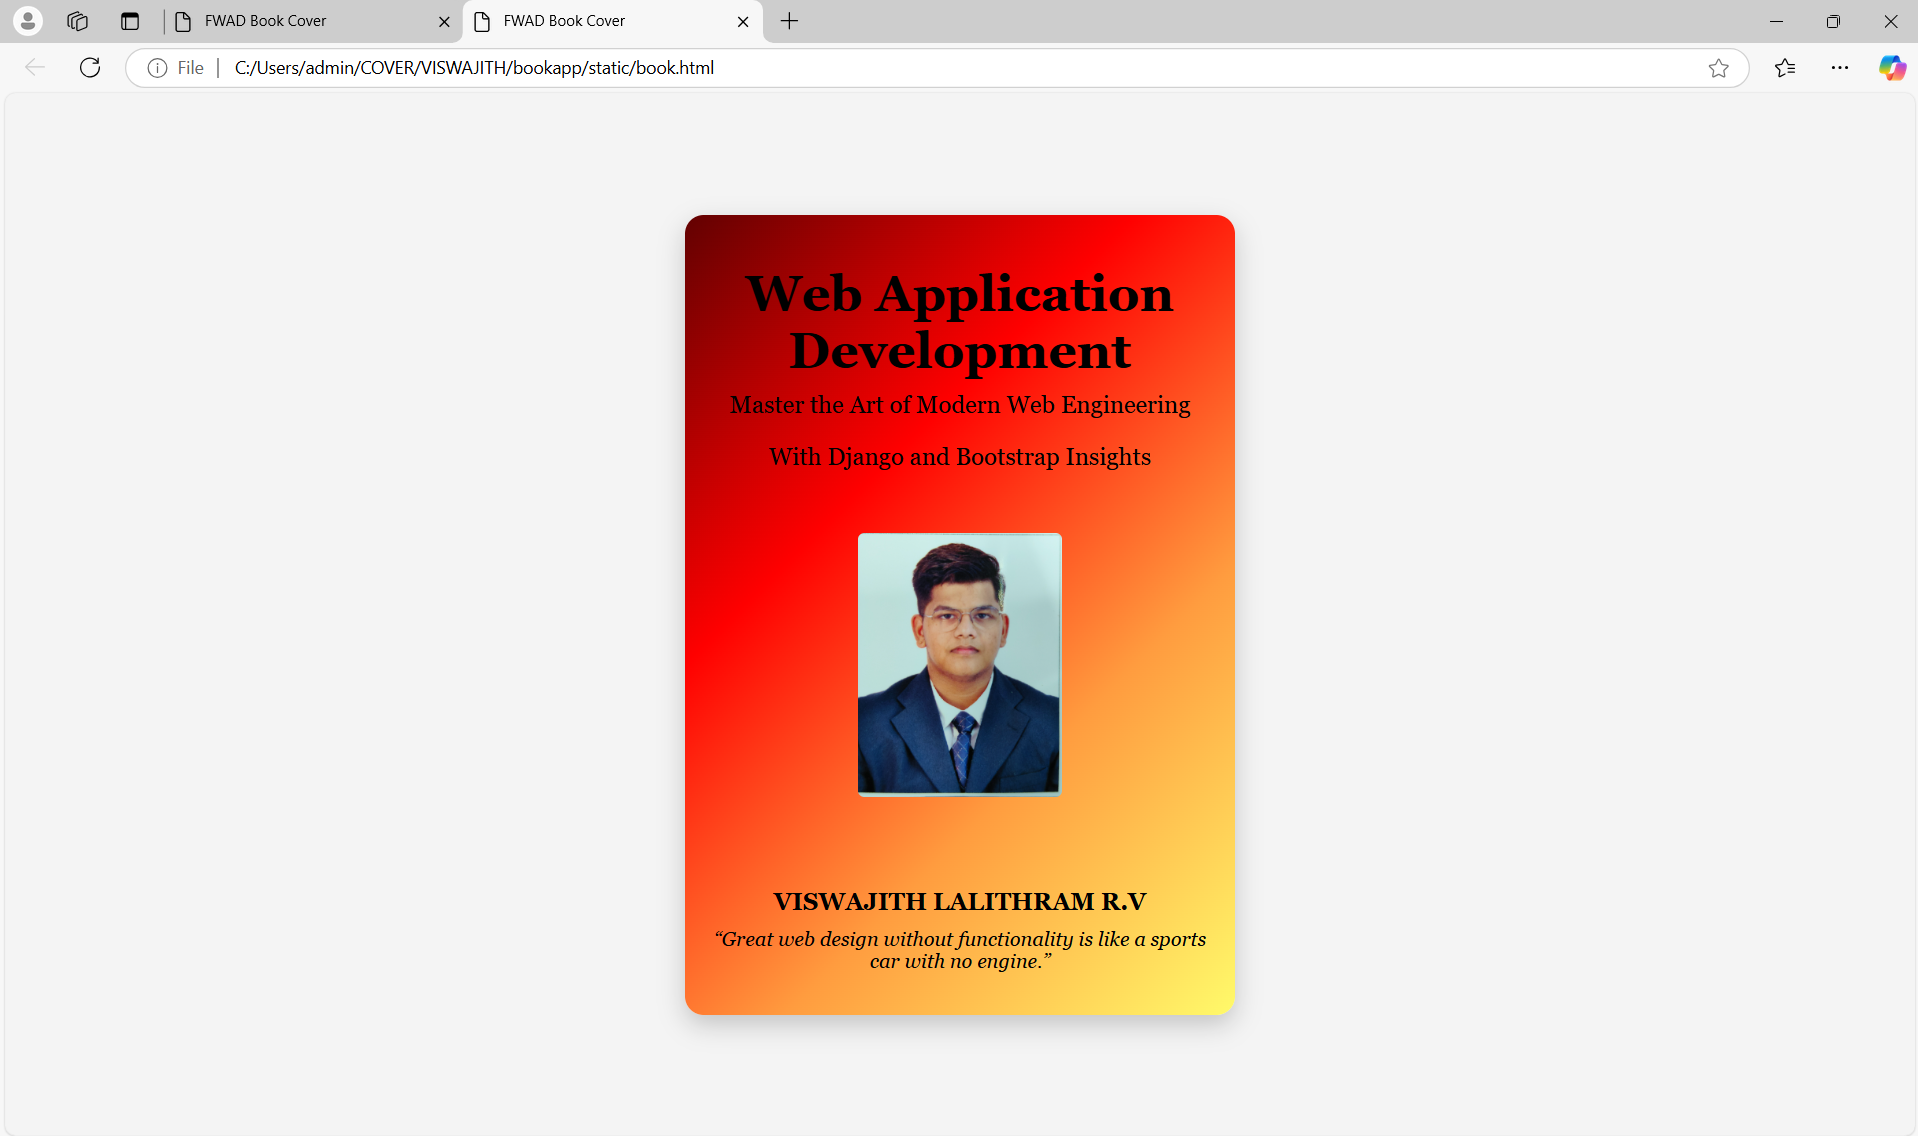 FWAD Book Cover
FWAD Book Cover
File
C:/Users/admin/COVER/VISWAJITH/bookapp/static/book.html
Web Application
Development
Master the Art of Modern Web Engineering
With Django and Bootstrap Insights
VISWAJITH LALITHRAM R.V
“Great web design without functionality is like a sports
car with no engine.”